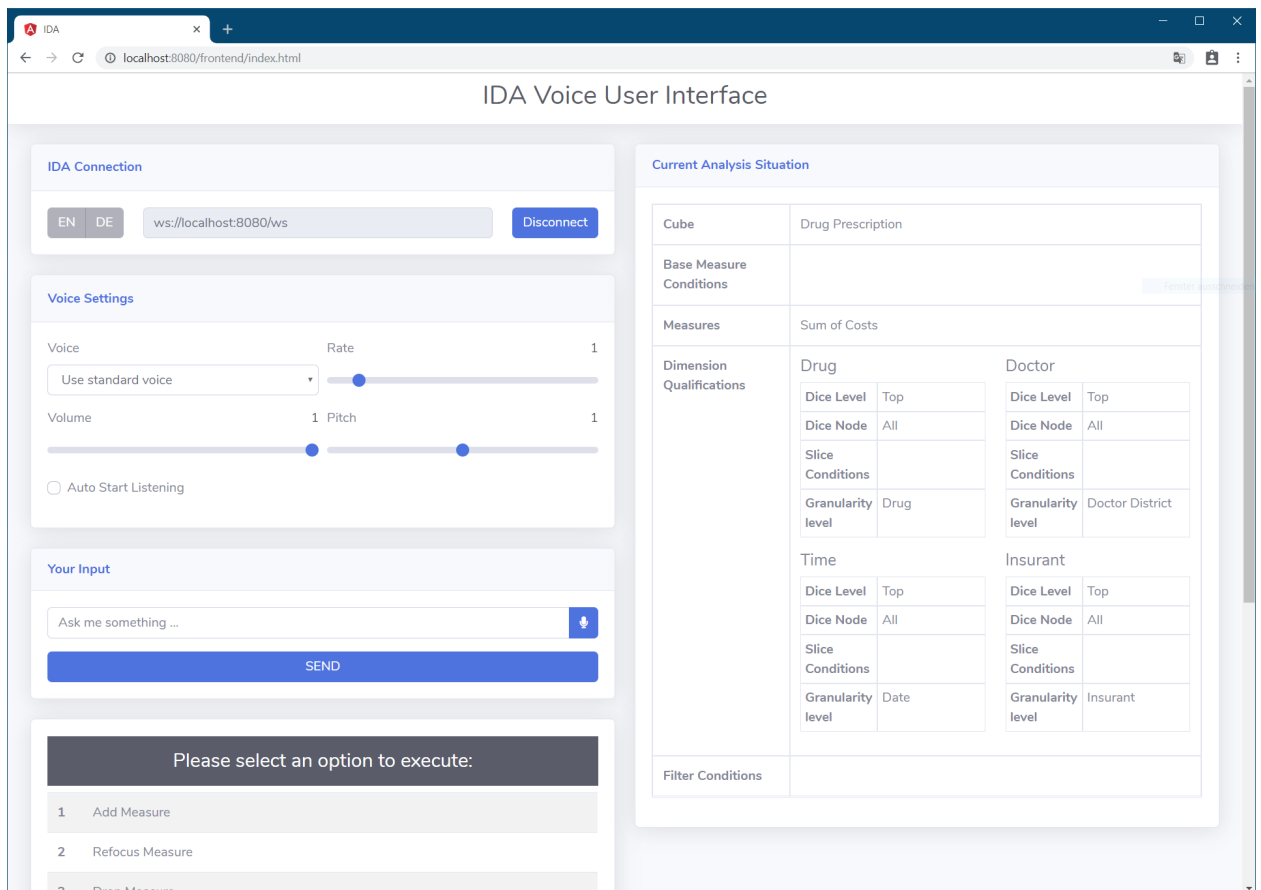 IDA
localhost:8080/frontend/index.html
IDA Voice User Interface
IDA Connection
EN DE ws://localhost:8080/ws Disconnect
Voice Settings
Voice Rate 1
Use standard voice
Volume 1 Pitch 1
Auto Start Listening
Your Input
Ask me something ...
SEND
Please select an option to execute:
1 Add Measure
2 Refocus Measure
3 Drop Measure
Current Analysis Situation
Cube Drug Prescription
Base Measure
Conditions
Measures Sum of Costs
Dimension
Qualifications
Drug
Dice Level Top
Dice Node All
Slice
Conditions
Granularity Drug
level
Doctor
Dice Level Top
Dice Node All
Slice
Conditions
Granularity Doctor District
level
Time
Dice Level Top
Dice Node All
Slice
Conditions
Granularity Date
level
Insurant
Dice Level Top
Dice Node All
Slice
Conditions
Granularity Insurant
level
Filter Conditions